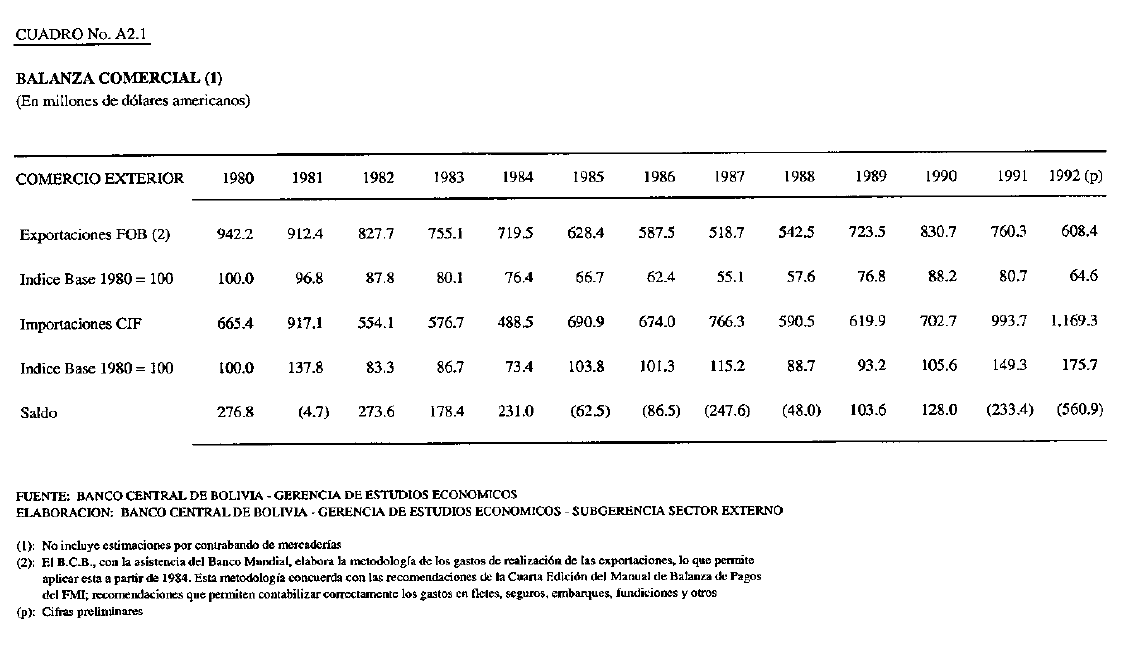 CUADRO No. A2.1
BALANZA COMERCIAL (1)
(En millones de dólares americanos)
COMERCIO EXTERIOR 1980 1981 1982 1983 1984 1985 1986 1987 1988 1989 1990 1991 1992 (p)
Exportaciones FOB (2) 942.2 912.4 827.7 755.1 719.5 628.4 587.5 518.7 542.5 723.5 830.7 760.3 608.4
Indice Base 1980 = 100 100.0 96.8 87.8 80.1 76.4 66.7 62.4 55.1 57.6 76.8 88.2 80.7 64.6
Importaciones CIF 665.4 917.1 554.1 576.7 488.5 690.9 674.0 766.3 590.5 619.9 702.7 993.7 1,169.3
Indice Base 1980 = 100 100.0 137.8 83.3 86.7 73.4 103.8 101.3 115.2 88.7 93.2 105.6 149.3 175.7
Saldo 276.8 (4.7) 273.6 178.4 231.0 (62.5) (86.5) (247.6) (48.0) 103.6 128.0 (233.4) (560.9)
FUENTE: BANCO CENTRAL DE BOLIVIA - GERENCIA DE ESTUDIOS ECONOMICOS
ELABORACION: BANCO CENTRAL DE BOLIVIA - GERENCIA DE ESTUDIOS ECONOMICOS - SUBGERENCIA SECTOR EXTERNO
(1): No incluye estimaciones por contrabando de mercaderías
(2): El B.C.B., con la asistencia del Banco Mundial, elabora la metodología de los gastos de realización de las exportaciones, lo que permite
aplicar esta a partir de 1984. Esta metodología concuerda con las recomendaciones de la Cuarta Edición del Manual de Balanza de Pagos
del FMI; recomendaciones que permiten contabilizar correctamente los gastos en fletes, seguros, embarques, fundiciones y otros
(p): Cifras preliminares